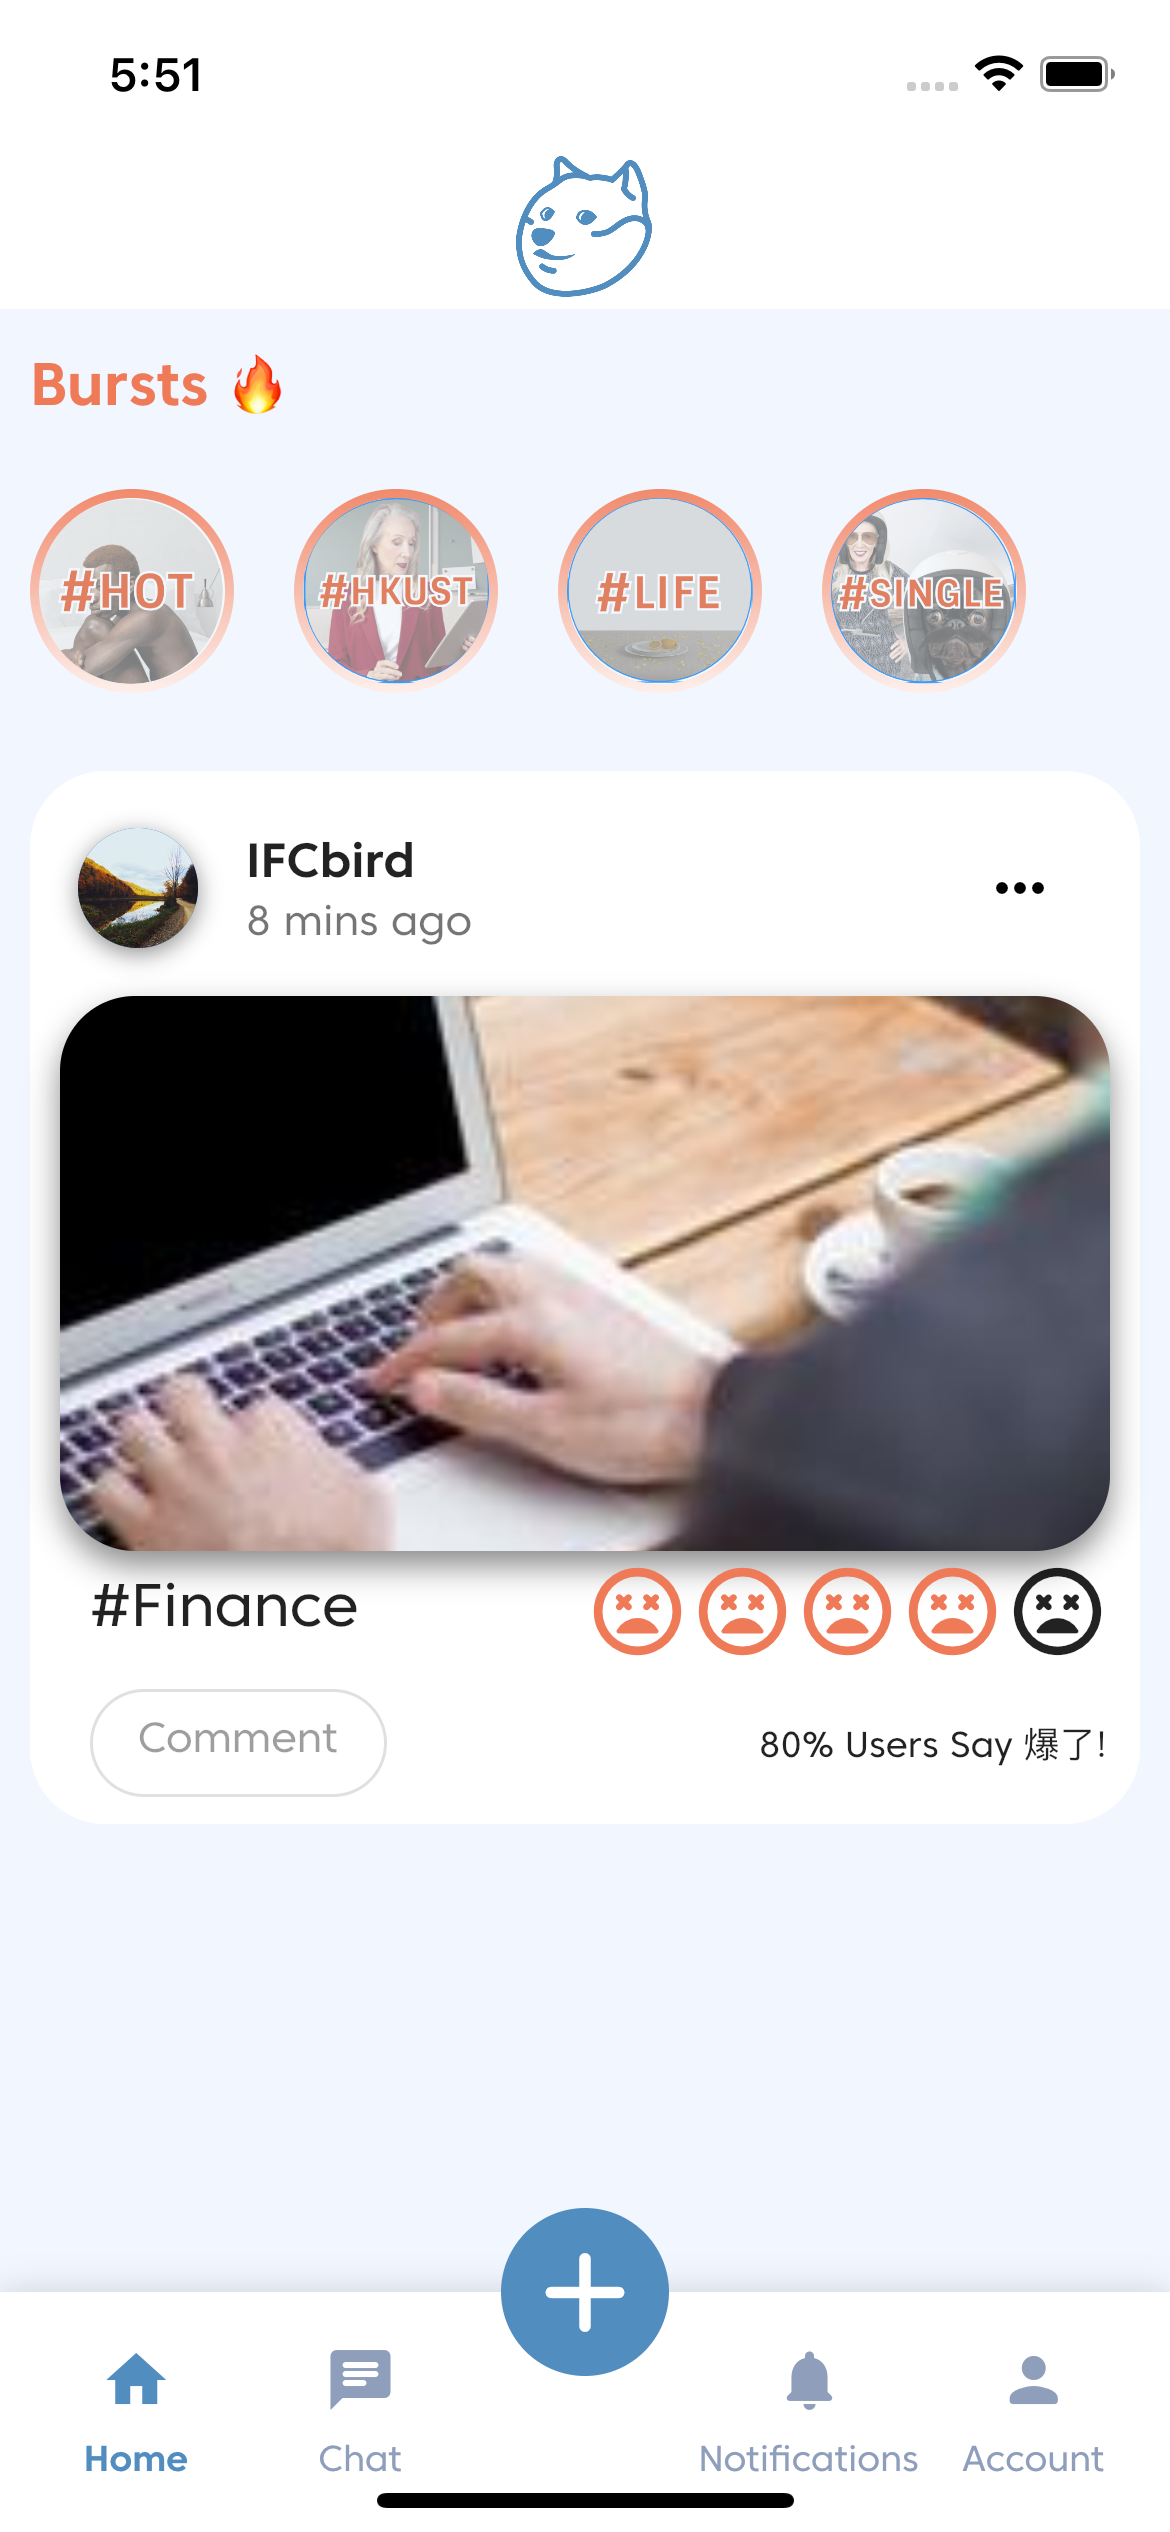 5:51
Bursts 🔥
#HOT
#HKUST
#LIFE
#SINGLE
IFCbird
8 mins ago
#Finance
Comment
80% Users Say 爆了!
Home
Chat
Notifications
Account